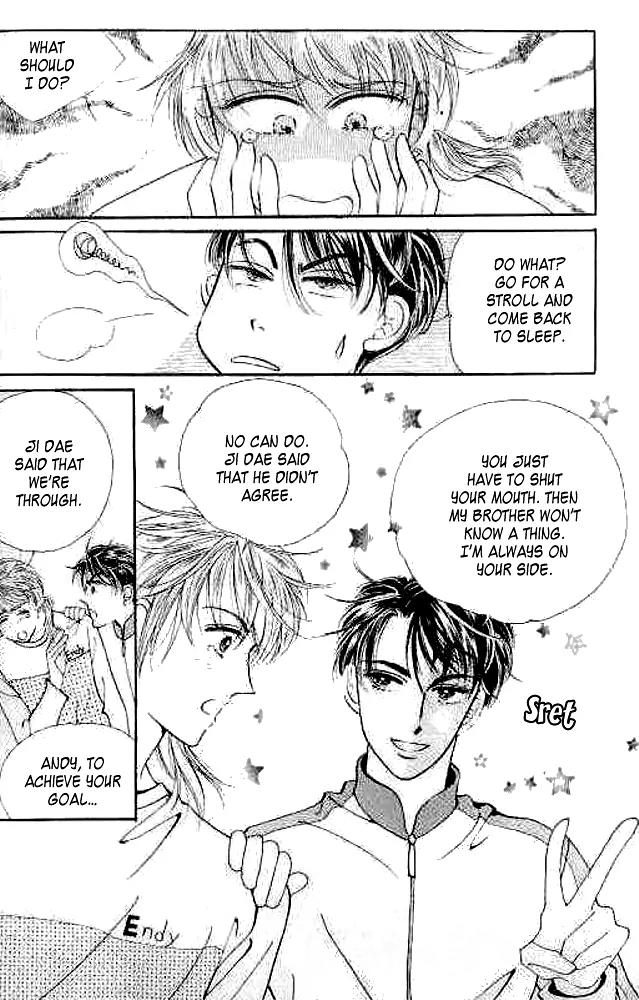 WHAT
SHOULD
I DO?
DO WHAT?
GO FOR A
STROLL AND
COME BACK
TO SLEEP.
JI DAE
SAID THAT
WE'RE
THROUGH.
Endy
ANDY, TO
ACHIEVE YOUR
GOAL...
NO CAN DO.
JI DAE SAID
THAT HE DIDN'T
AGREE.
YOU JUST
HAVE TO SHUT
YOUR MOUTH. THEN
MY BROTHER WON'T
KNOW A THING.
I'M ALWAYS ON
YOUR SIDE.
Sret
Endy